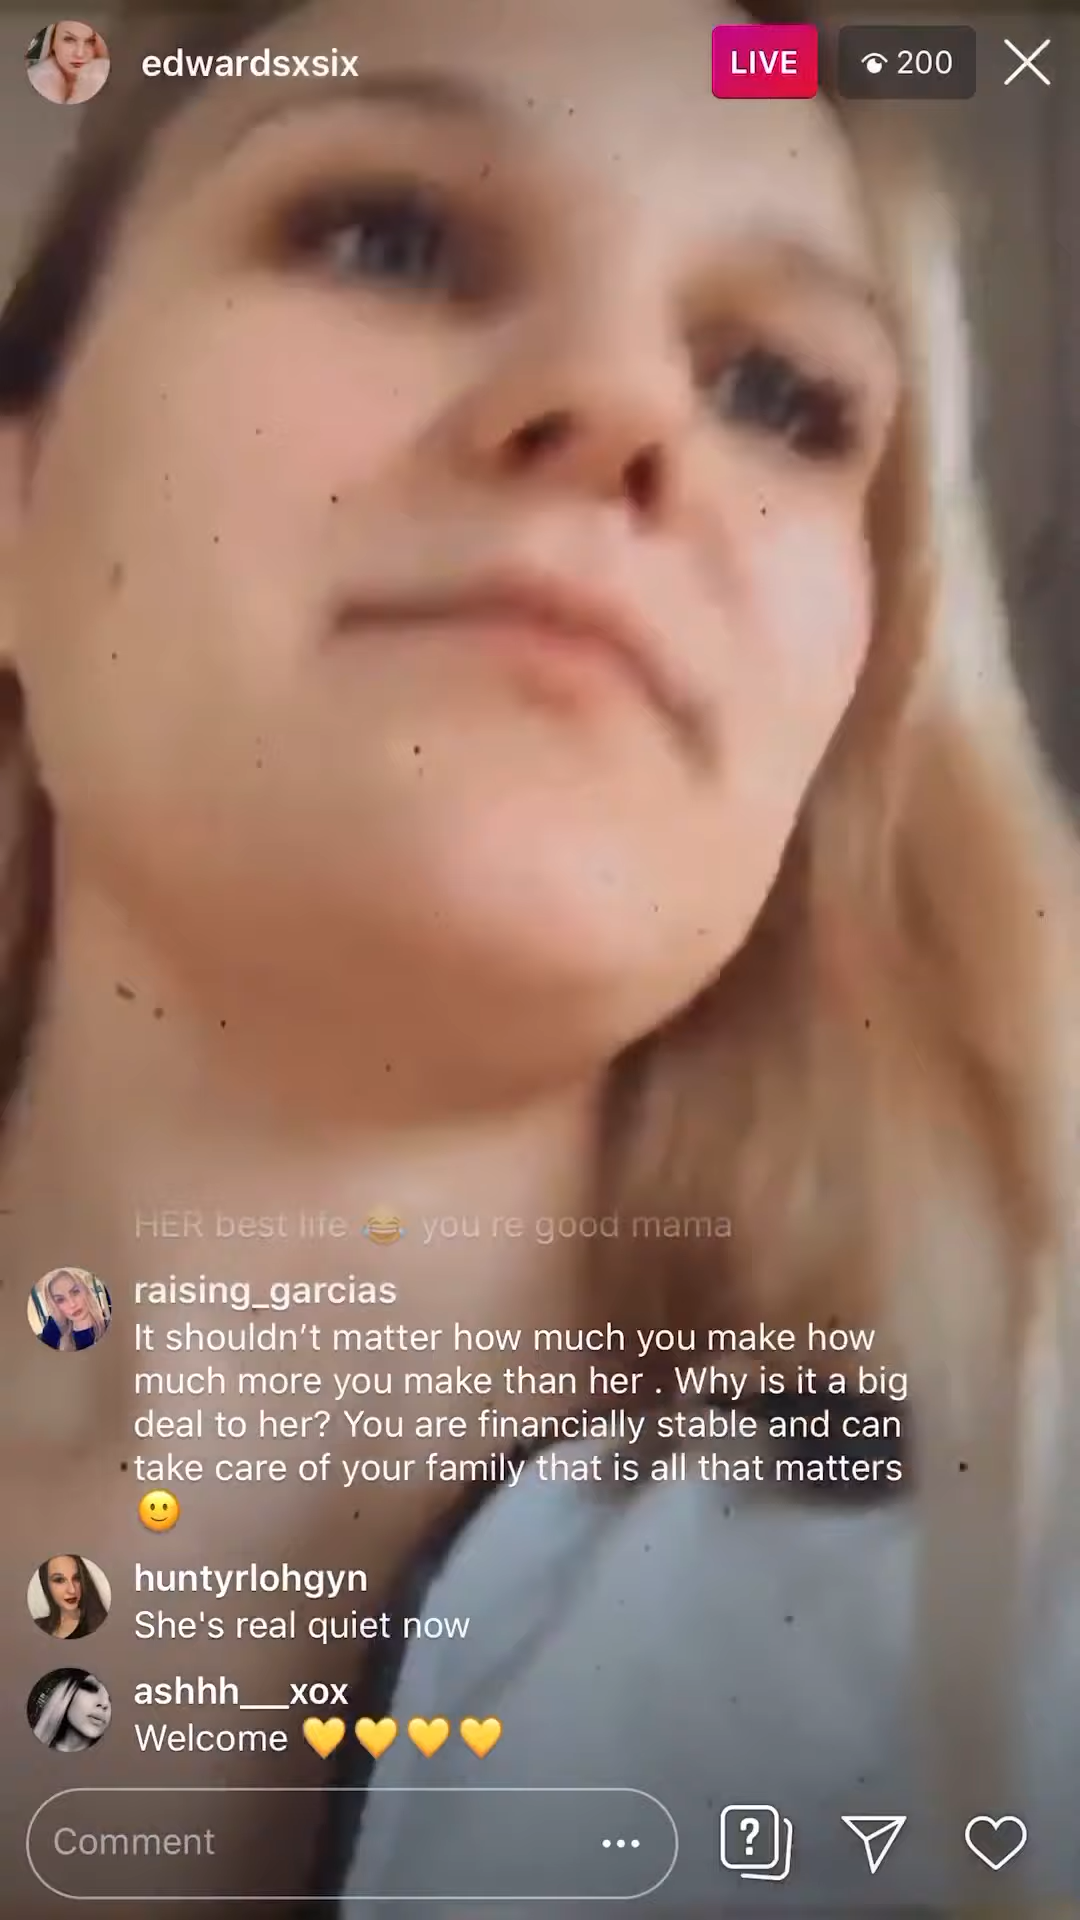 edwardsxsix
LIVE
200
HER best life 😂 you re good mama
raising_garcias
It shouldn't matter how much you make how
much more you make than her . Why is it a big
deal to her? You are financially stable and can
take care of your family that is all that matters
🙂
huntyrlohgyn
She's real quiet now
ashhh___xox
Welcome 💛💛💛💛
Comment